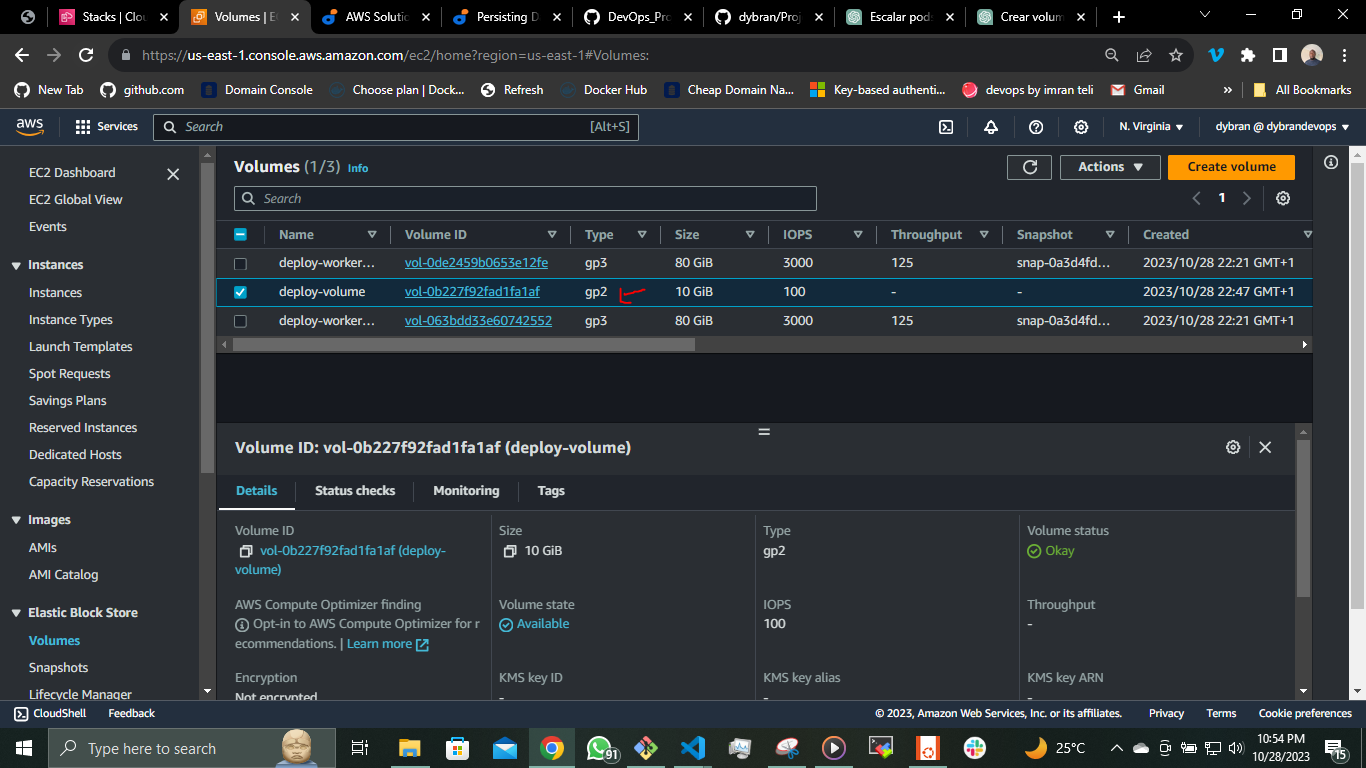 Stacks | Clou
Volumes | EC
AWS Soluti
Persisting D
DevOps_Pro
dybran/Proj
Escalar pods
Crear volum
https://us-east-1.console.aws.amazon.com/ec2/home?region=us-east-1#Volumes:
New Tab
github.com
Domain Console
Choose plan | Dock...
Refresh
Docker Hub
Cheap Domain Na...
Key-based authenti...
devops by imran teli
Gmail
»
All Bookmarks
aws
Services
Search
[Alt+S]
N. Virginia
dybran @ dybrandevops
EC2 Dashboard
EC2 Global View
Events
Instances
Instances
Instance Types
Launch Templates
Spot Requests
Savings Plans
Reserved Instances
Dedicated Hosts
Capacity Reservations
Images
AMIs
AMI Catalog
Elastic Block Store
Volumes
Snapshots
Lifecycle Manager
Volumes (1/3) Info
Actions
Create volume
Search
1
Name Volume ID Type Size IOPS Throughput Snapshot Created
deploy-worker... vol-0de2459b0653e12fe gp3 80 GiB 3000 125 snap-0a3d4fd... 2023/10/28 22:21 GMT+1
deploy-volume vol-0b227f92fad1fa1af gp2 10 GiB 100 - - 2023/10/28 22:47 GMT+1
deploy-worker... vol-063bdd33e60742552 gp3 80 GiB 3000 125 snap-0a3d4fd... 2023/10/28 22:21 GMT+1
Volume ID: vol-0b227f92fad1fa1af (deploy-volume)
Details Status checks Monitoring Tags
Volume ID
vol-0b227f92fad1fa1af (deploy-
volume)
Size
10 GiB
Type
gp2
Volume status
Okay
AWS Compute Optimizer finding
Opt-in to AWS Compute Optimizer for r
ecommendations. | Learn more
Volume state
Available
IOPS
100
Throughput
-
Encryption
Not encrypted
KMS key ID
-
KMS key alias
-
KMS key ARN
-
CloudShell
Feedback
© 2023, Amazon Web Services, Inc. or its affiliates.
Privacy
Terms
Cookie preferences
Type here to search
91
25°C
10:54 PM
10/28/2023
15